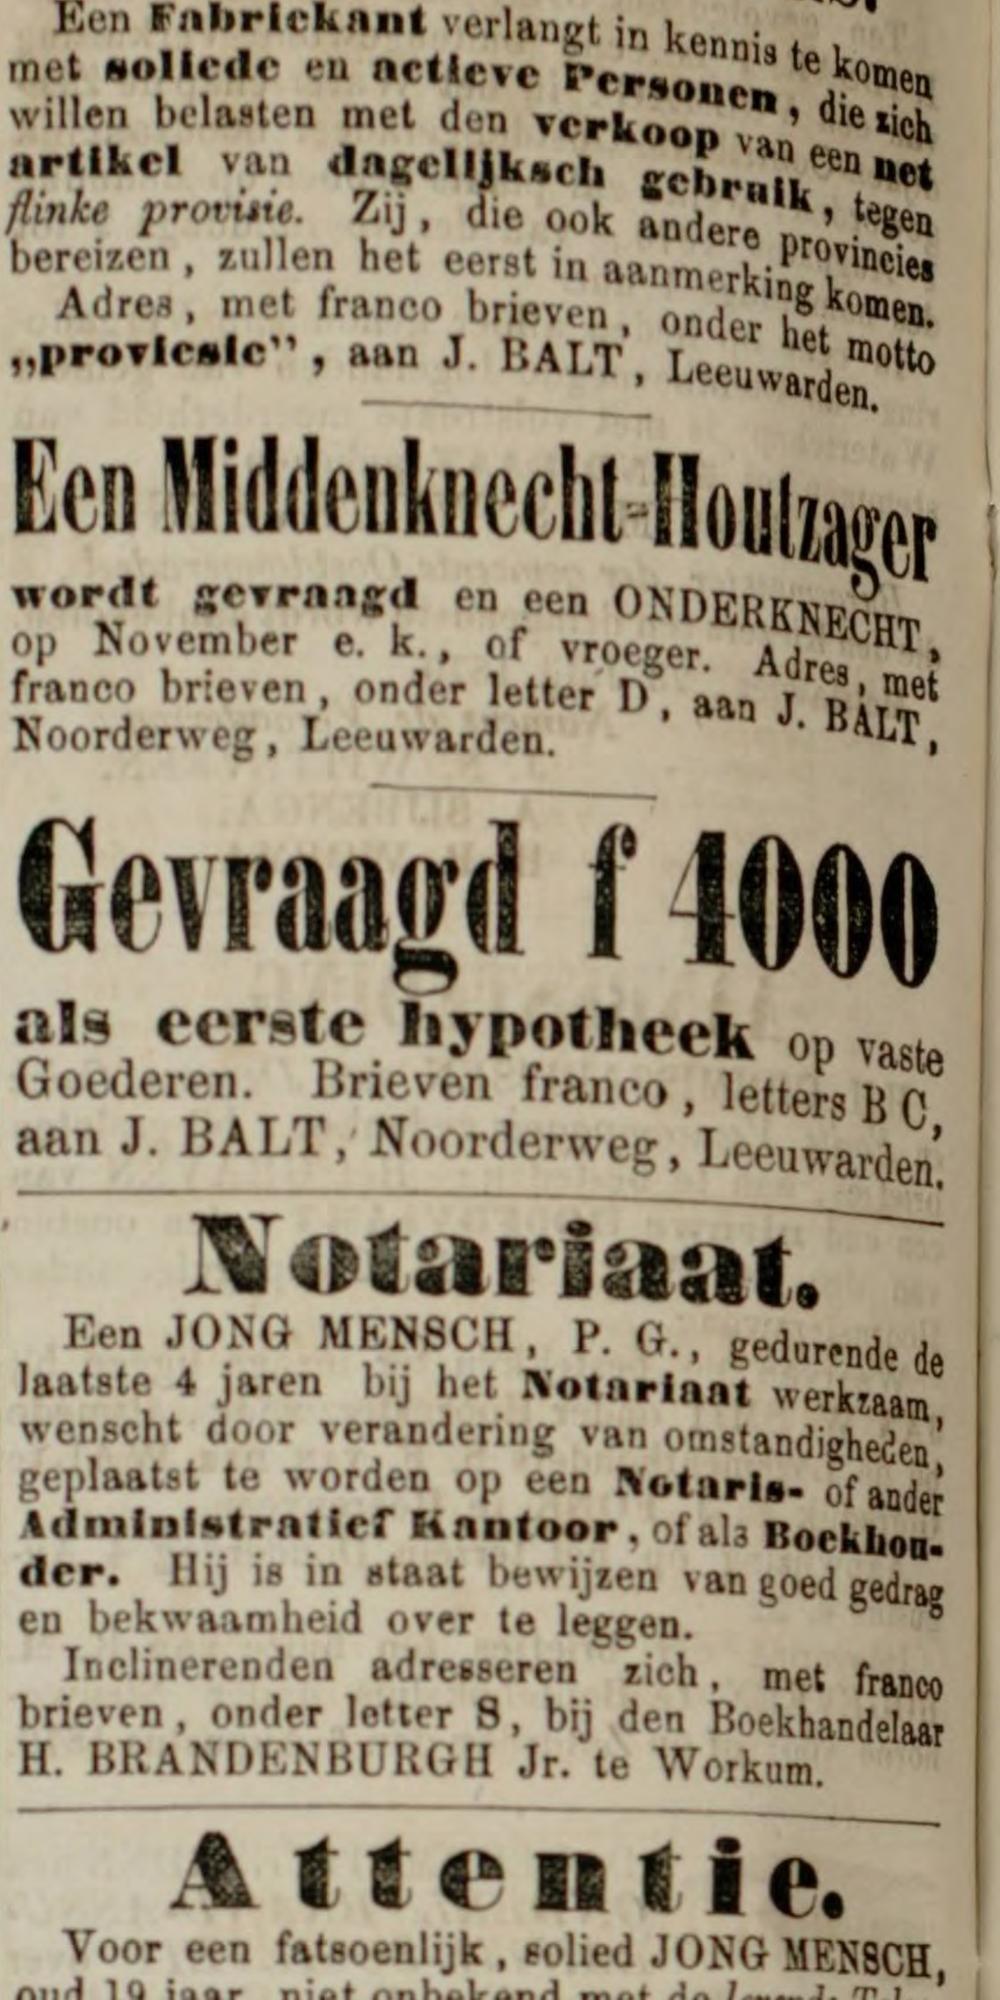 Een Fabriekant verlangt in kennis te komen
met soliede en actieve Personen, die zich
willen belasten met den verkoop van een net
artikel van dagelijksch gebruik, tegen
flinke provisie. Zij, die ook andere provincies
bereizen, zullen het eerst in aanmerking komen.
Adres, met franco brieven, onder het motto
„proviesie”, aan J. BALT, Leeuwarden.
Een Middenknecht-Houtzager
wordt gevraagd en een ONDERKNECHT,
op November e. k., of vroeger. Adres, met
franco brieven, onder letter D, aan J. BALT,
Noorderweg, Leeuwarden.
Gevraagd f 4000
als eerste hypotheek op vaste
Goederen. Brieven franco, letters B C,
aan J. BALT, Noorderweg, Leeuwarden.
Notariaat.
Een JONG MENSCH, P. G., gedurende de
laatste 4 jaren bij het Notariaat werkzaam,
wenscht door verandering van omstandigheden,
geplaatst te worden op een Notaris- of ander
Administratief Kantoor, of als Boekhou-
der. Hij is in staat bewijzen van goed gedrag
en bekwaamheid over te leggen.
Inclinerenden adresseren zich, met franco
brieven, onder letter S, bij den Boekhandelaar
H. BRANDENBURGH Jr. te Workum.
Attentie.
Voor een fatsoenlijk, solied JONG MENSCH,
oud 19 jaar, niet onbekend met de